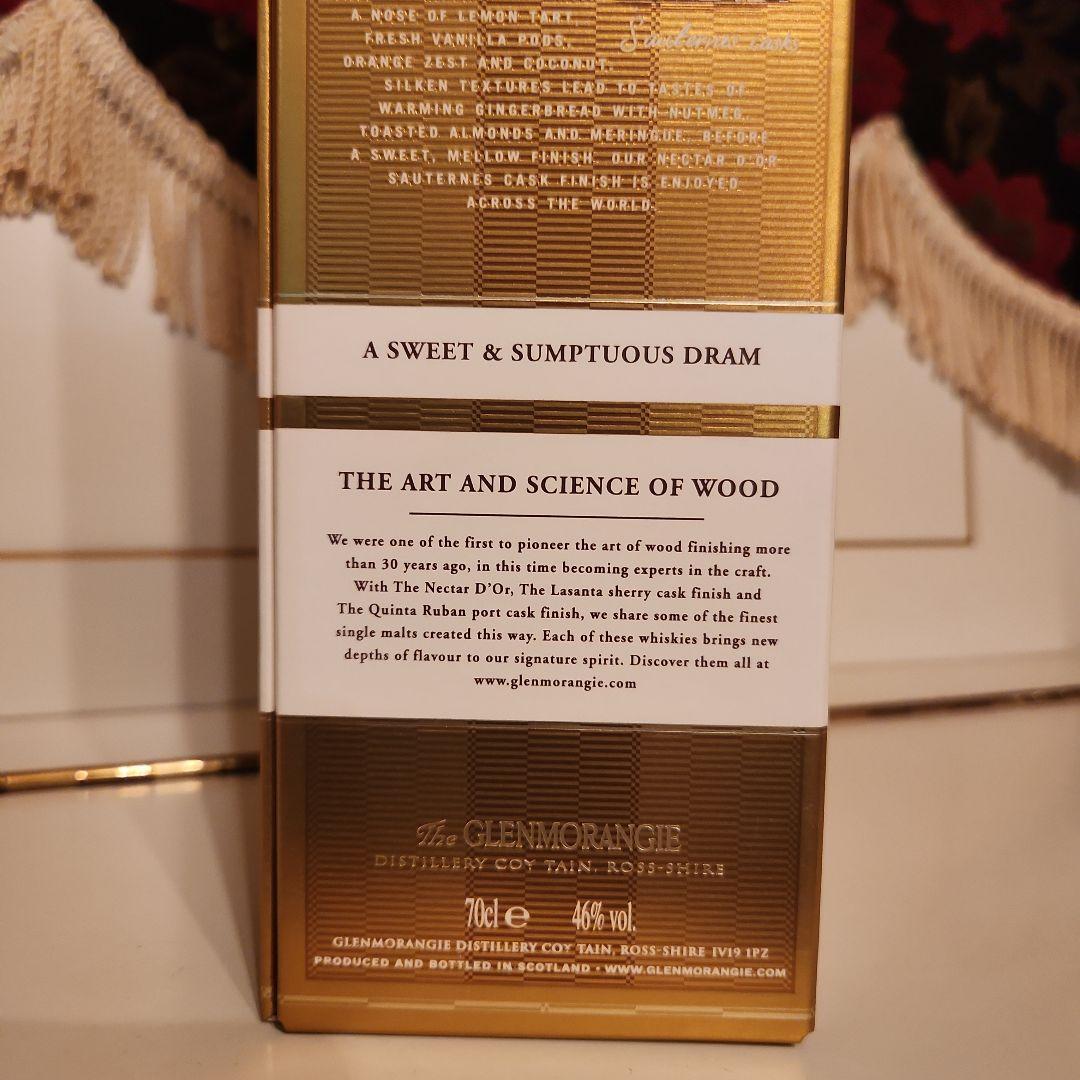 A NOSE OF LEMON TART,
FRESH VANILLA PODS,
Sauternes casks
ORANGE ZEST AND COCONUT.
SILKEN TEXTURES LEAD TO TASTES OF
WARMING GINGERBREAD WITH NUTMEG,
TOASTED ALMONDS AND MERINGUE, BEFORE
A SWEET, MELLOW FINISH. OUR NECTAR D'OR
SAUTERNES CASK FINISH IS ENJOYED
ACROSS THE WORLD.
A SWEET & SUMPTUOUS DRAM
THE ART AND SCIENCE OF WOOD
We were one of the first to pioneer the art of wood finishing more
than 30 years ago, in this time becoming experts in the craft.
With The Nectar D'Or, The Lasanta sherry cask finish and
The Quinta Ruban port cask finish, we share some of the finest
single malts created this way. Each of these whiskies brings new
depths of flavour to our signature spirit. Discover them all at
www.glenmorangie.com
The GLENMORANGIE
DISTILLERY COY TAIN, ROSS-SHIRE
70cl e 46% vol.
GLENMORANGIE DISTILLERY COY TAIN, ROSS-SHIRE IV19 1PZ
PRODUCED AND BOTTLED IN SCOTLAND • WWW.GLENMORANGIE.COM